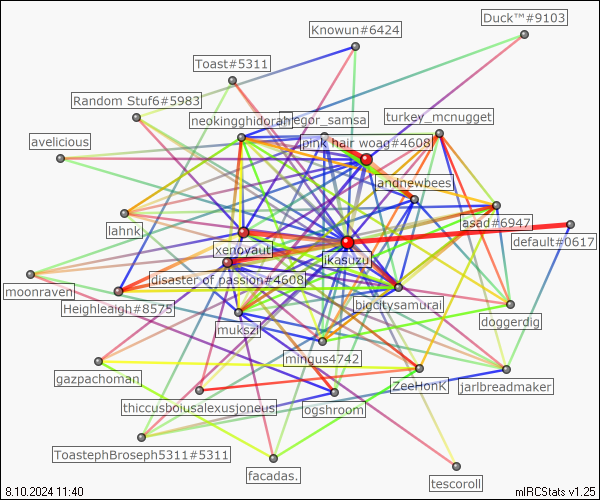 Duck™#9103
Knowun#6424
Toast#5311
Random Stuf6#5983
neokingghidorah
regor_samsa
turkey_mcnugget
avelicious
pink hair woag#4608
andnewbees
lahnk
asad#6947
default#0617
xenoyaut
ikasuzu
moonraven
disaster of passion#4608
Heighleaigh#8575
bigcitysamurai
doggerdig
mukszi
mingus4742
gazpachoman
ZeeHonK
jarlbreadmaker
thiccusboiusalexusjoneus
ogshroom
ToastephBroseph5311#5311
facadas.
tescoroll
8.10.2024 11:40
mIRCStats v1.25